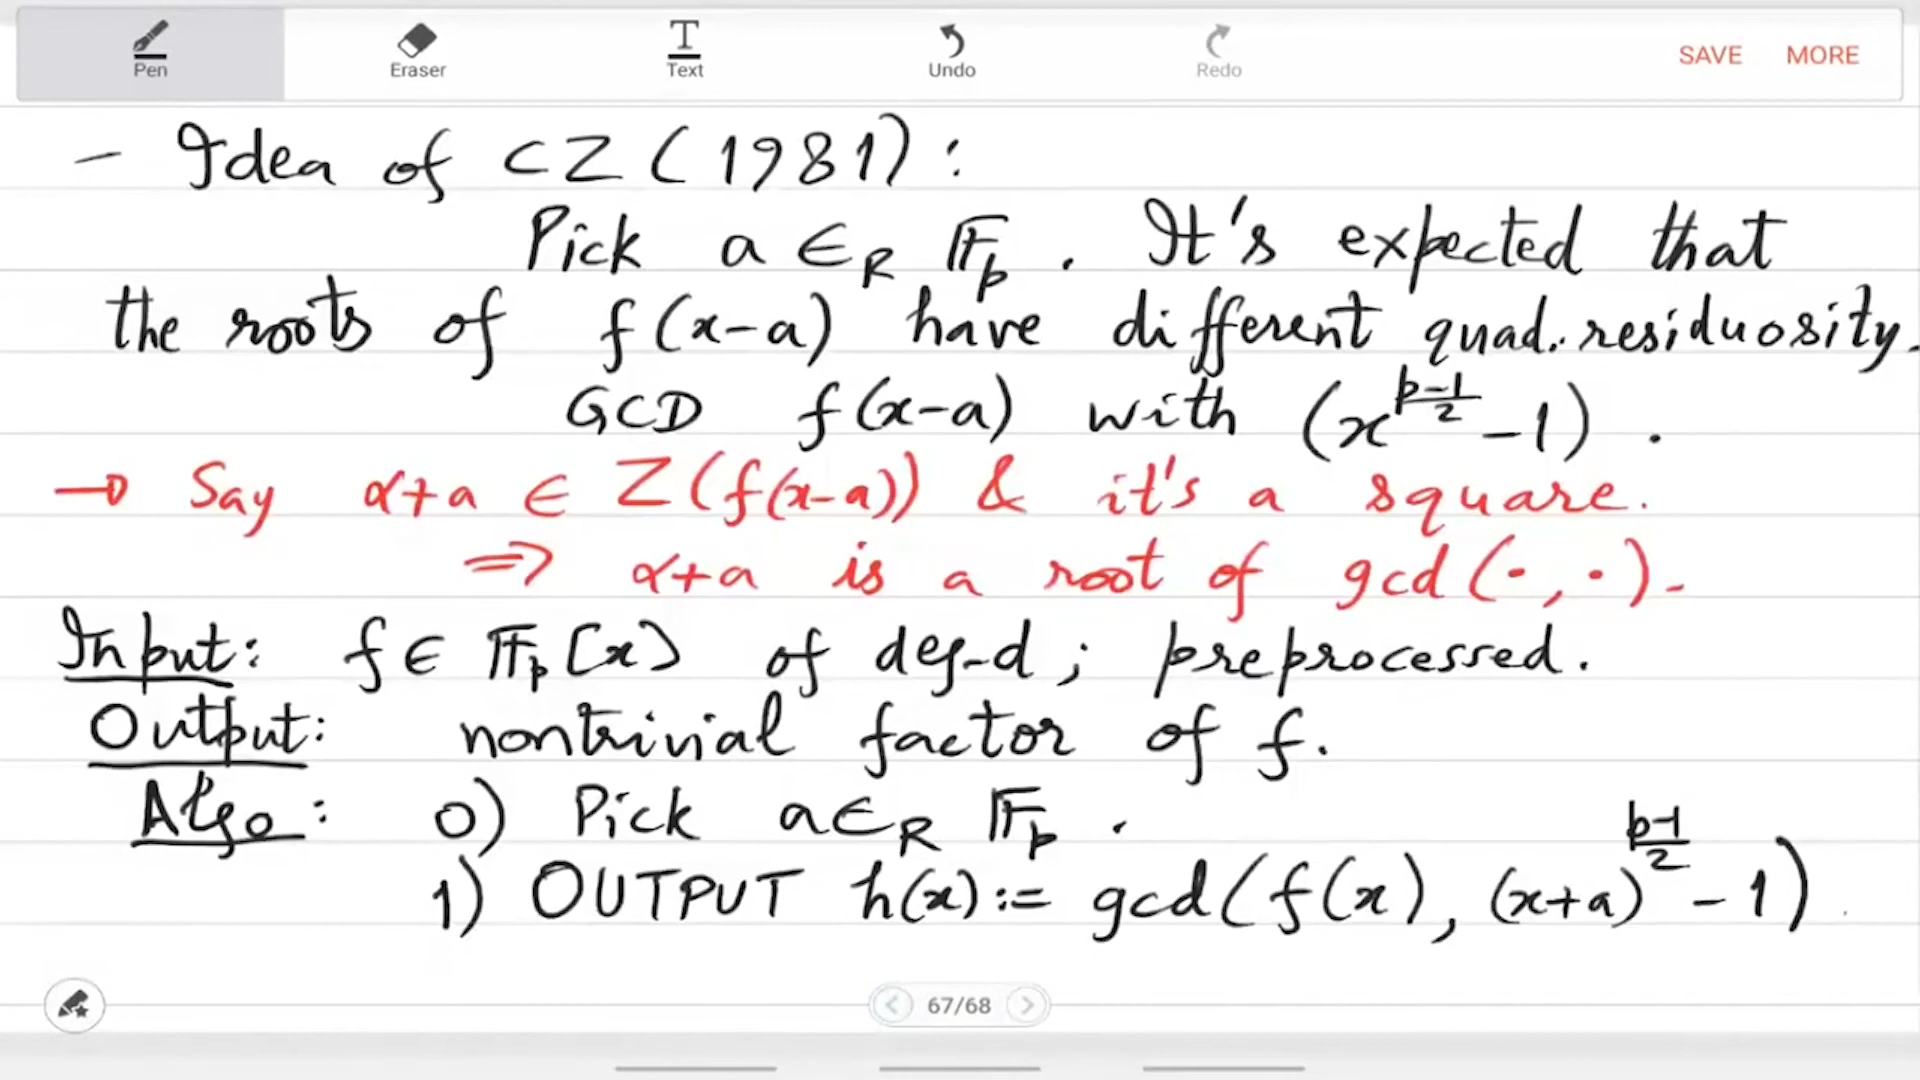 Pen Eraser Text Undo Redo SAVE MORE
- Idea of CZ (1981):
Pick a ∈_R 𝔽_p . It's expected that
the roots of f(x-a) have different quad. residuosity.
GCD f(x-a) with (x^{\frac{p-1}{2}} - 1) .
→ Say α+a ∈ Z(f(x-a)) & it's a square.
⇒ α+a is a root of gcd(·,·).
Input: f ∈ 𝔽_p[x] of deg-d; preprocessed.
Output: nontrivial factor of f.
Algo: 0) Pick a ∈_R 𝔽_p .
1) OUTPUT h(x) := gcd(f(x), (x+a)^{\frac{p-1}{2}} - 1) .
67/68